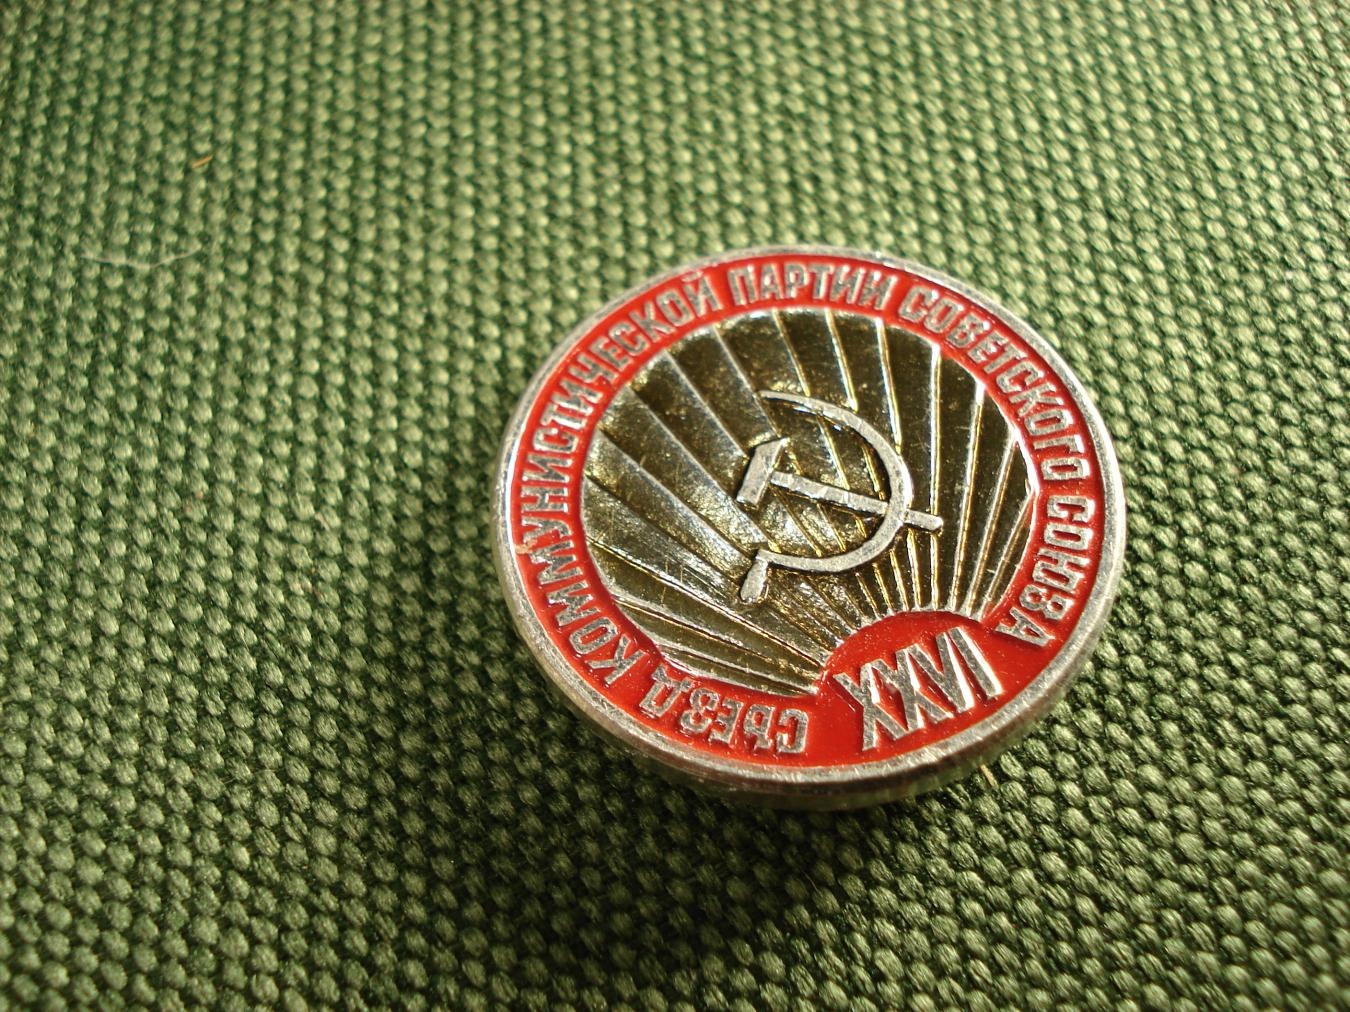 СЪЕЗД КОММУНИСТИЧЕСКОЙ ПАРТИИ СОВЕТСКОГО СОЮЗА
XXVI